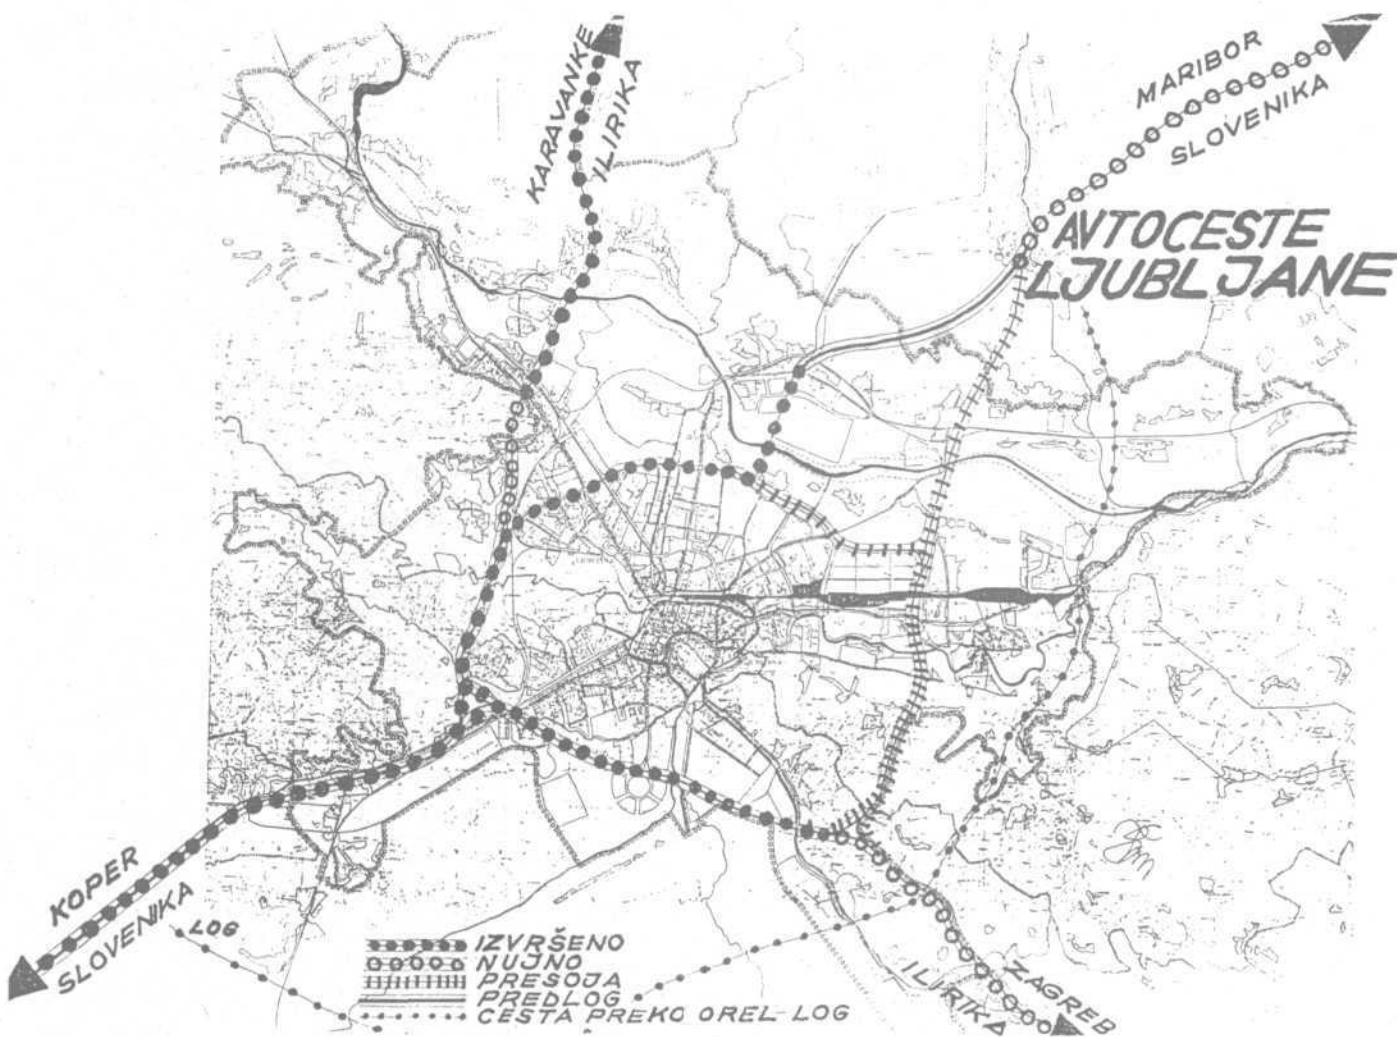 KARAVANKE
ILIRIKA
MARIBOR
SLOVENIKA
AVTOCESTE
LJUBLJANE
KOPER
SLOVENIKA
LOG
IZVRŠENO
NUJNO
PRESOJA
PREDLOG
CESTA PREKO OREL-LOG
ILIRIKA
ZAGREB